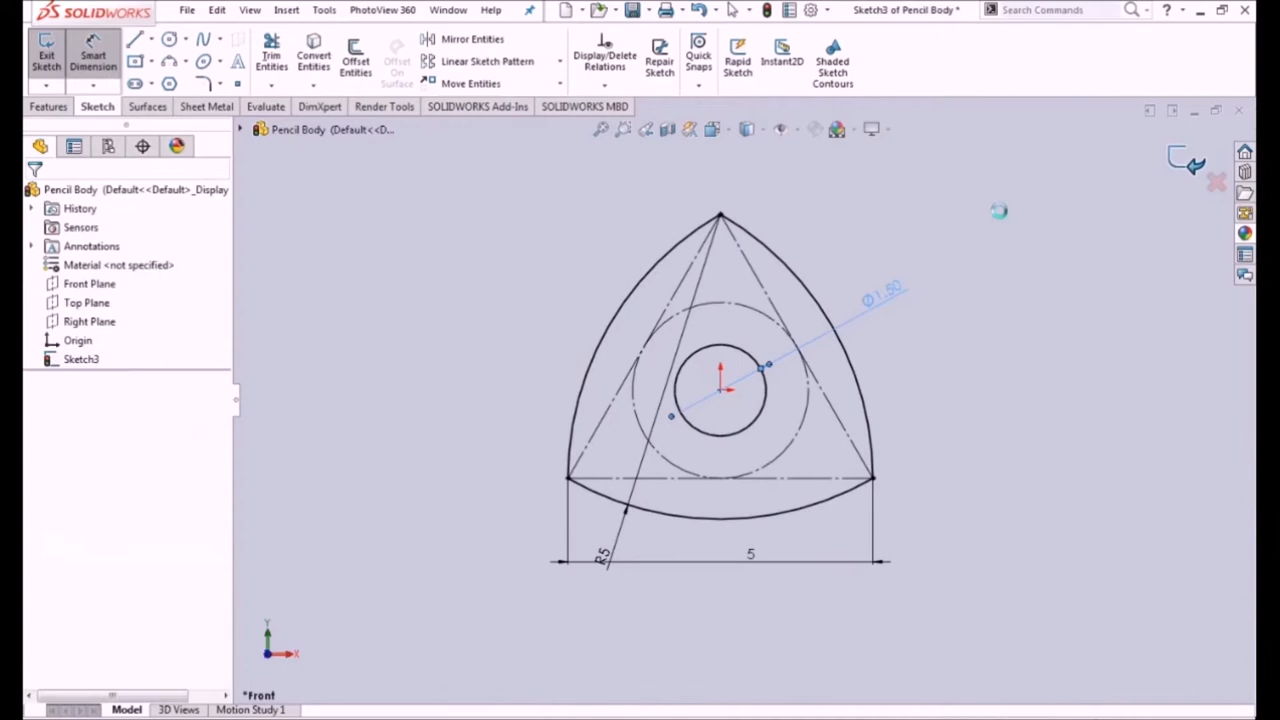 SOLIDWORKS File Edit View Insert Tools PhotoView 360 Window Help Sketch3 of Pencil Body * Search Commands ?
Exit Sketch
Smart Dimension
Trim Entities
Convert Entities
Offset Entities
Offset On Surface
Mirror Entities
Linear Sketch Pattern
Move Entities
Display/Delete Relations
Repair Sketch
Quick Snaps
Rapid Sketch
Instant2D
Shaded Sketch Contours
Features Sketch Surfaces Sheet Metal Evaluate DimXpert Render Tools SOLIDWORKS Add-Ins SOLIDWORKS MBD
Pencil Body (Default<<D...
Pencil Body (Default<<Default>_Display
History
Sensors
Annotations
Material <not specified>
Front Plane
Top Plane
Right Plane
Origin
Sketch3
Ø1.50
R5
5
Y
X
*Front
Model 3D Views Motion Study 1